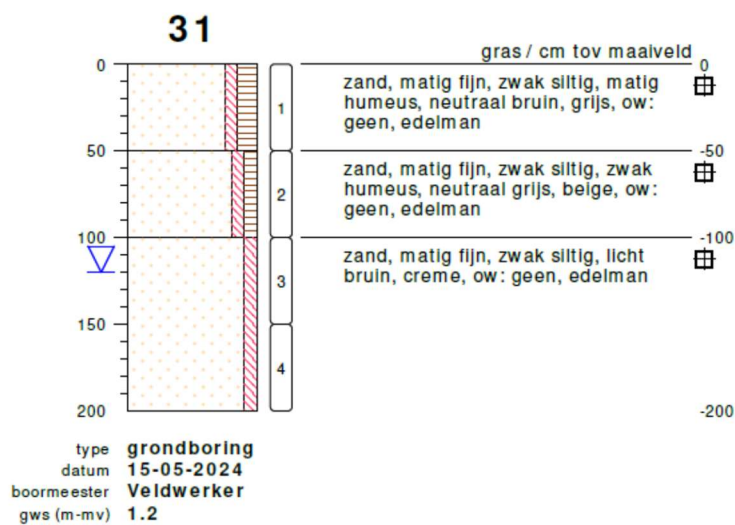 31
gras / cm tov maaiveld
0
0
zand, matig fijn, zwak siltig, matig
humeus, neutraal bruin, grijs, ow:
geen, edelman
1
50
-50
zand, matig fijn, zwak siltig, zwak
humeus, neutraal grijs, beige, ow:
geen, edelman
2
100
-100
zand, matig fijn, zwak siltig, licht
bruin, creme, ow: geen, edelman
3
150
4
200
-200
type grondboring
datum 15-05-2024
boormeester Veldwerker
gws (m-mv) 1.2